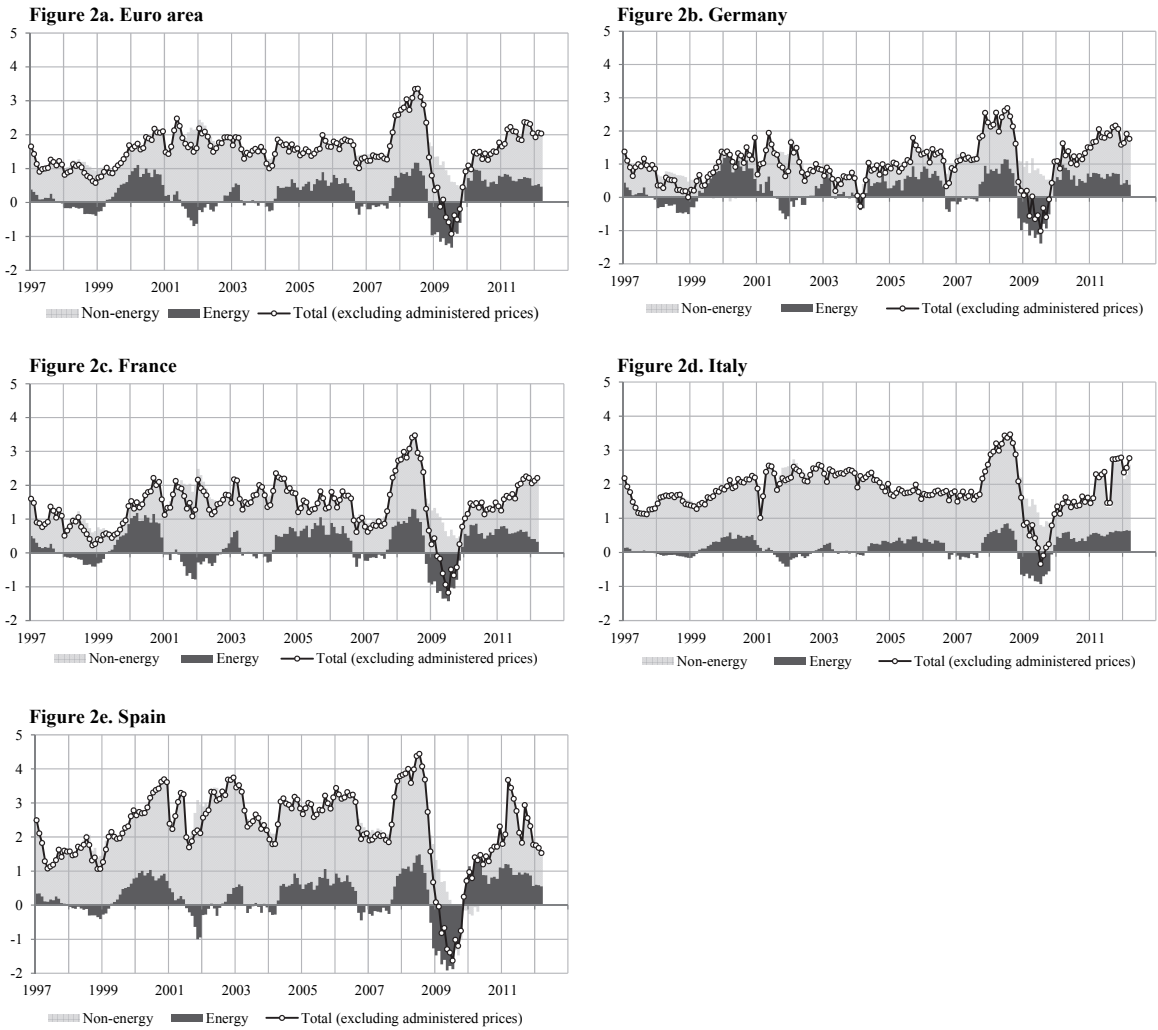 Figure 2a. Euro area
5
4
3
2
1
0
-1
-2
1997 1999 2001 2003 2005 2007 2009 2011
Non-energy Energy Total (excluding administered prices)
Figure 2b. Germany
5
4
3
2
1
0
-1
-2
1997 1999 2001 2003 2005 2007 2009 2011
Non-energy Energy Total (excluding administered prices)
Figure 2c. France
5
4
3
2
1
0
-1
-2
1997 1999 2001 2003 2005 2007 2009 2011
Non-energy Energy Total (excluding administered prices)
Figure 2d. Italy
5
4
3
2
1
0
-1
-2
1997 1999 2001 2003 2005 2007 2009 2011
Non-energy Energy Total (excluding administered prices)
Figure 2e. Spain
5
4
3
2
1
0
-1
-2
1997 1999 2001 2003 2005 2007 2009 2011
Non-energy Energy Total (excluding administered prices)